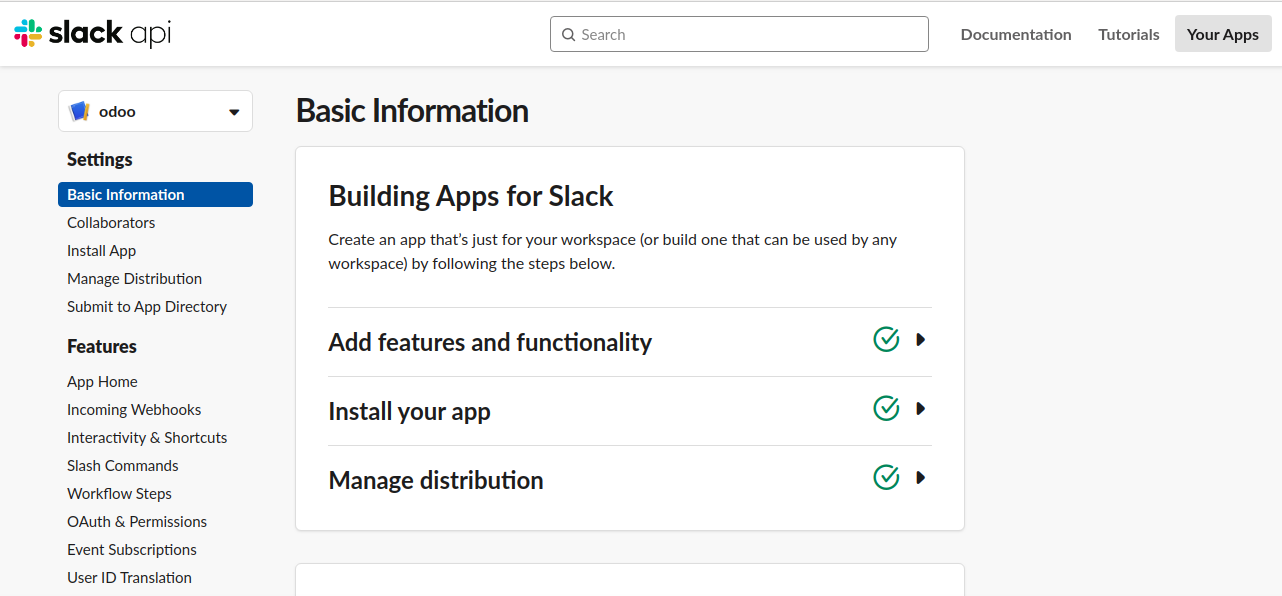 slack api
Search
Documentation
Tutorials
Your Apps
odoo
Settings
Basic Information
Collaborators
Install App
Manage Distribution
Submit to App Directory
Features
App Home
Incoming Webhooks
Interactivity & Shortcuts
Slash Commands
Workflow Steps
OAuth & Permissions
Event Subscriptions
User ID Translation
Basic Information
Building Apps for Slack
Create an app that’s just for your workspace (or build one that can be used by any
workspace) by following the steps below.
Add features and functionality
Install your app
Manage distribution